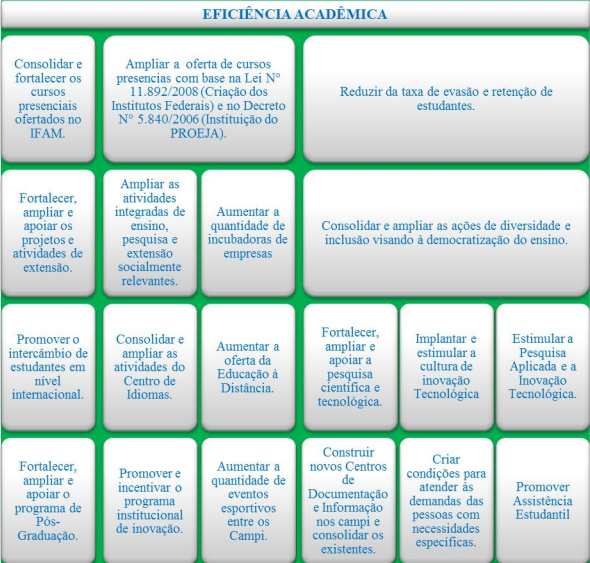 EFICIÊNCIA ACADÊMICA
Consolidar e
fortalecer os
cursos
presenciais
ofertados no
IFAM.
Ampliar a oferta de cursos
presencias com base na Lei N°
11.892/2008 (Criação dos
Institutos Federais) e no Decreto
N° 5.840/2006 (Instituição do
PROEJA).
Reduzir da taxa de evasão e retenção de
estudantes.
Fortalecer,
ampliar e
apoiar os
projetos e
atividades de
extensão.
Ampliar as
atividades
integradas de
ensino,
pesquisa e
extensão
socialmente
relevantes.
Aumentar a
quantidade de
incubadoras de
empresas
Consolidar e ampliar as ações de diversidade e
inclusão visando à democratização do ensino.
Promover o
intercâmbio de
estudantes em
nível
internacional.
Consolidar e
ampliar as
atividades do
Centro de
Idiomas.
Aumentar a
oferta da
Educação à
Distância.
Fortalecer,
ampliar e
apoiar a
pesquisa
científica e
tecnológica.
Implantar e
estimular a
cultura de
inovação
Tecnológica
Estimular a
Pesquisa
Aplicada e a
Inovação
Tecnológica.
Fortalecer,
ampliar e
apoiar o
programa de
Pós-
Graduação.
Promover e
incentivar o
programa
institucional
de inovação.
Aumentar a
quantidade de
eventos
esportivos
entre os
Campi.
Construir
novos Centros
de
Documentação
e Informação
nos campi e
consolidar os
existentes.
Criar
condições para
atender às
demandas das
pessoas com
necessidades
específicas.
Promover
Assistência
Estudantil